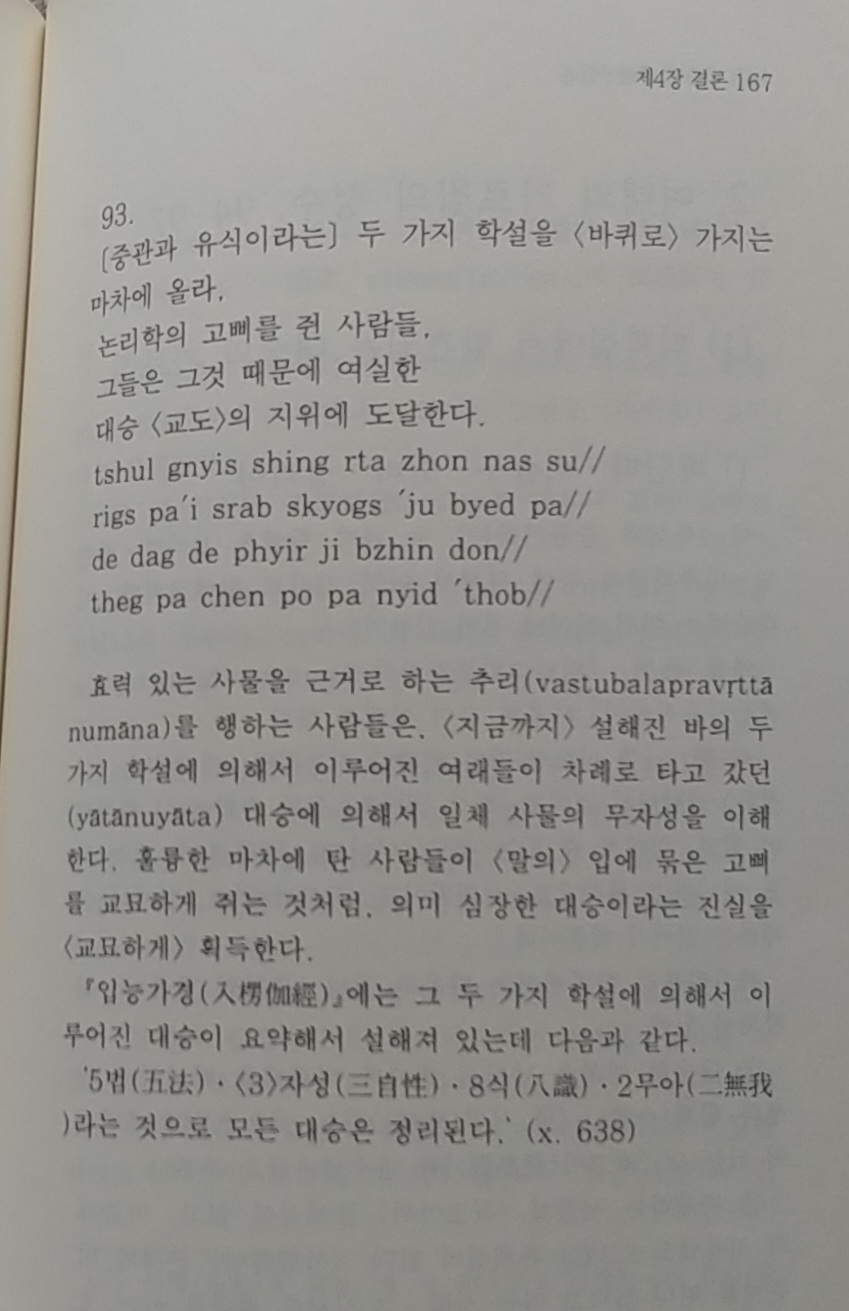 제4장 결론 167
93.
〔중관과 유식이라는〕 두 가지 학설을 〈바퀴로〉 가지는
마차에 올라,
논리학의 고삐를 쥔 사람들,
그들은 그것 때문에 여실한
대승 〈교도〉의 지위에 도달한다.
tshul gnyis shing rta zhon nas su//
rigs pa´i srab skyogs ´ju byed pa//
de dag de phyir ji bzhin don//
theg pa chen po pa nyid ´thob//
효력 있는 사물을 근거로 하는 추리(vastubalapravṛttā
numāna)를 행하는 사람들은, 〈지금까지〉 설해진 바의 두
가지 학설에 의해서 이루어진 여래들이 차례로 타고 갔던
(yātānuyāta) 대승에 의해서 일체 사물의 무자성을 이해
한다. 훌륭한 마차에 탄 사람들이 〈말의〉 입에 묶은 고삐
를 교묘하게 쥐는 것처럼, 의미 심장한 대승이라는 진실을
〈교묘하게〉 획득한다.
『입능가경(入楞伽經)』에는 그 두 가지 학설에 의해서 이
루어진 대승이 요약해서 설해져 있는데 다음과 같다.
‘5법(五法)·〈3〉자성(三自性)·8식(八識)·2무아(二無我
)라는 것으로 모든 대승은 정리된다.’ (x. 638)